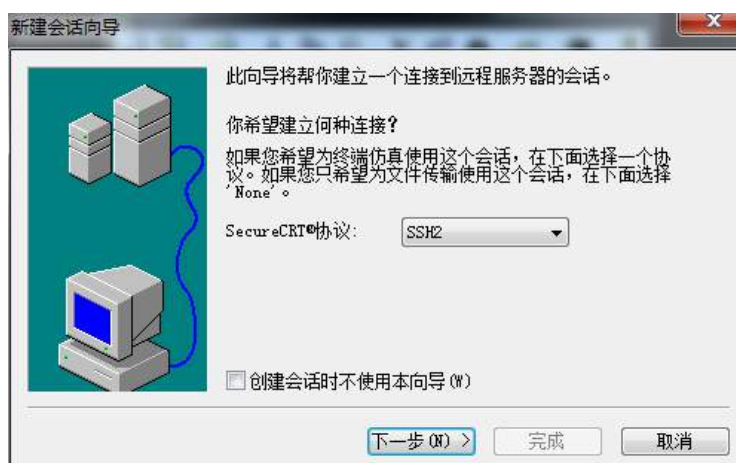 新建会话向导
此向导将帮你建立一个连接到远程服务器的会话。
你希望建立何种连接?
如果您希望为终端仿真使用这个会话,在下面选择一个协
议。如果您只希望为文件传输使用这个会话,在下面选择
'None'。
SecureCRT®协议: SSH2
创建会话时不使用本向导(W)
下一步(N) > 完成 取消